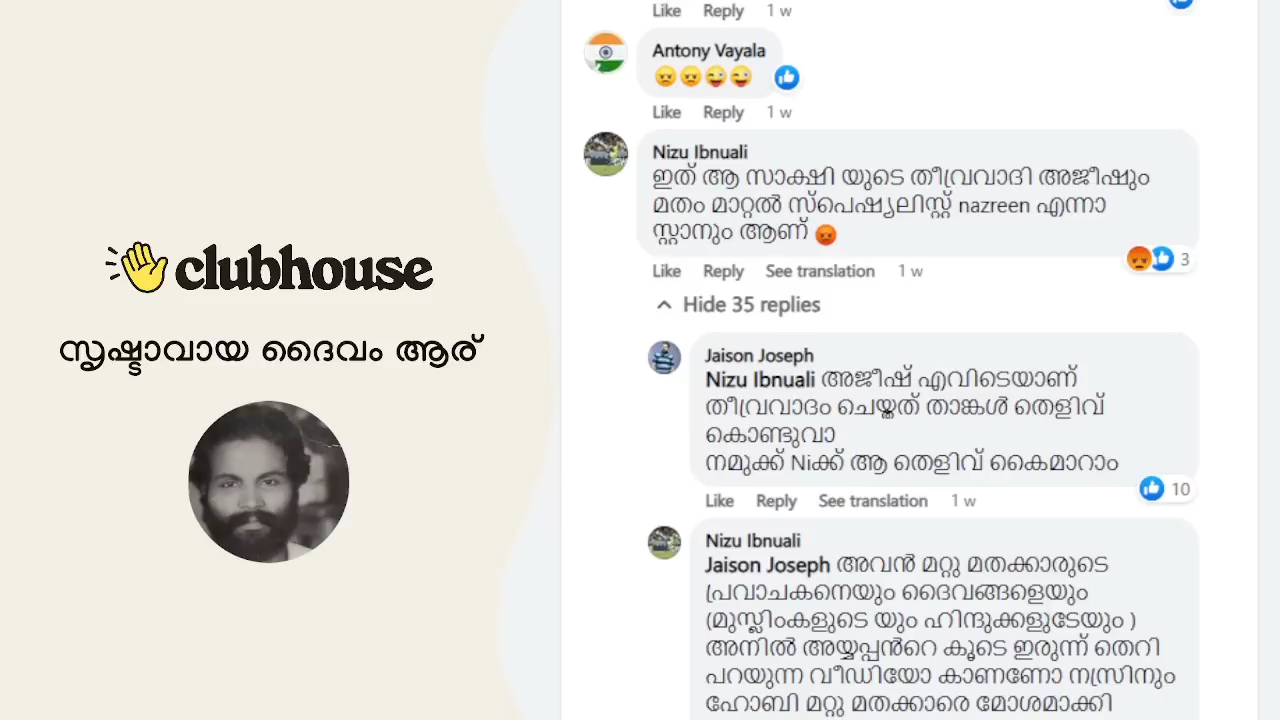 clubhouse
സൃഷ്ടാവായ ദൈവം ആര്
Like Reply 1 w
Antony Vayala
😠😠😜😜
Like Reply 1 w
Nizu Ibnuali
ഇത് ആ സാക്ഷി യുടെ തീവ്രവാദി അജീഷും
മതം മാറ്റൽ സ്പെഷ്യലിസ്റ്റ് nazreen എന്നാ
സ്റ്റാനും ആണ് 😡
3
Like Reply See translation 1 w
Hide 35 replies
Jaison Joseph
Nizu Ibnuali അജീഷ് എവിടെയാണ്
തീവ്രവാദം ചെയ്തത് താങ്കൾ തെളിവ്
കൊണ്ടുവാ
നമുക്ക് Niക്ക് ആ തെളിവ് കൈമാറാം
10
Like Reply See translation 1 w
Nizu Ibnuali
Jaison Joseph അവൻ മറ്റു മതക്കാരുടെ
പ്രവാചകനെയും ദൈവങ്ങളെയും
(മുസ്ലിംകളുടെ യും ഹിന്ദുക്കളുടേയും )
അനിൽ അയ്യപ്പൻറെ കൂടെ ഇരുന്ന് തെറി
പറയുന്ന വീഡിയോ കാണണോ നസ്രിനും
ഹോബി മറ്റു മതക്കാരെ മോശമാക്കി